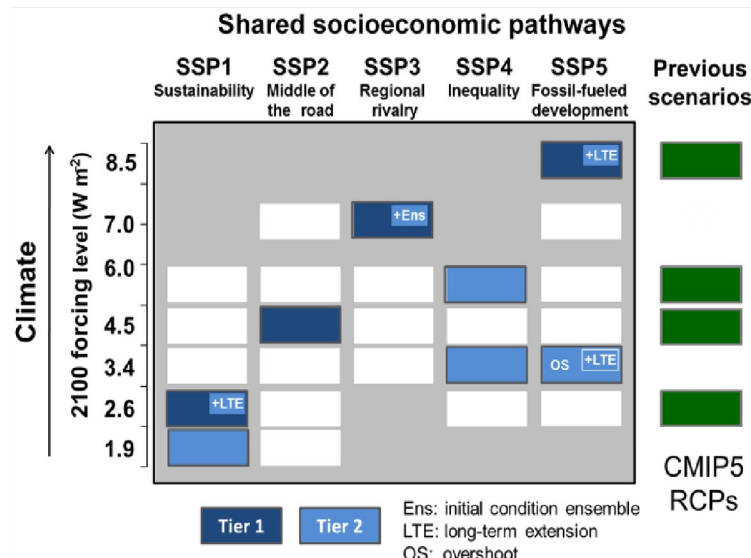 Shared socioeconomic pathways
SSP1
Sustainability
SSP2
Middle of
the road
SSP3
Regional
rivalry
SSP4
Inequality
SSP5
Fossil-fueled
development
Previous
scenarios
Climate
2100 forcing level (W m-2)
8.5
+LTE
7.0
+Ens
6.0
4.5
3.4
OS
+LTE
2.6
+LTE
1.9
CMIP5
RCPs
Tier 1
Tier 2
Ens: initial condition ensemble
LTE: long-term extension
OS: overshoot